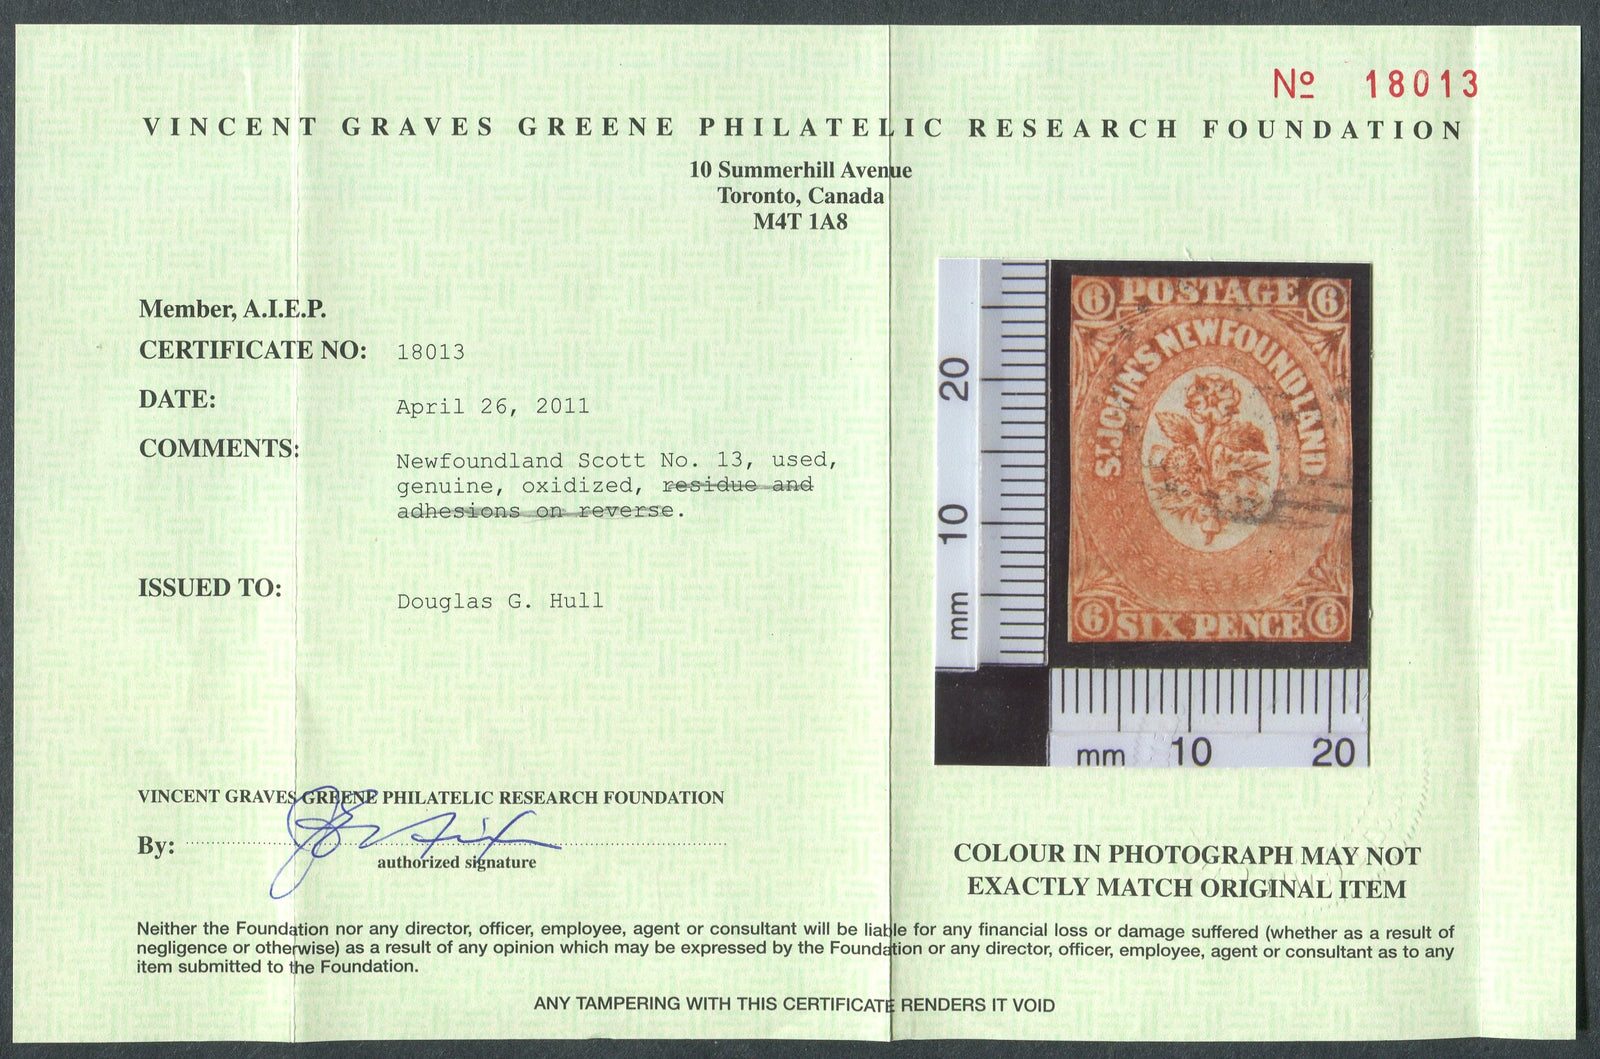 Nº 18013
VINCENT GRAVES GREENE PHILATELIC RESEARCH FOUNDATION
10 Summerhill Avenue
Toronto, Canada
M4T 1A8
Member, A.I.E.P.
CERTIFICATE NO: 18013
DATE: April 26, 2011
COMMENTS: Newfoundland Scott No. 13, used,
genuine, oxidized, residue and
adhesions on reverse.
ISSUED TO: Douglas G. Hull
20
10
mm
6 POSTAGE 6
ST. JOHN'S NEWFOUNDLAND
6 SIX PENCE 6
mm 10 20
VINCENT GRAVES GREENE PHILATELIC RESEARCH FOUNDATION
By:
authorized signature
COLOUR IN PHOTOGRAPH MAY NOT
EXACTLY MATCH ORIGINAL ITEM
Neither the Foundation nor any director, officer, employee, agent or consultant will be liable for any financial loss or damage suffered (whether as a result of
negligence or otherwise) as a result of any opinion which may be expressed by the Foundation or any director, officer, employee, agent or consultant as to any
item submitted to the Foundation.
ANY TAMPERING WITH THIS CERTIFICATE RENDERS IT VOID